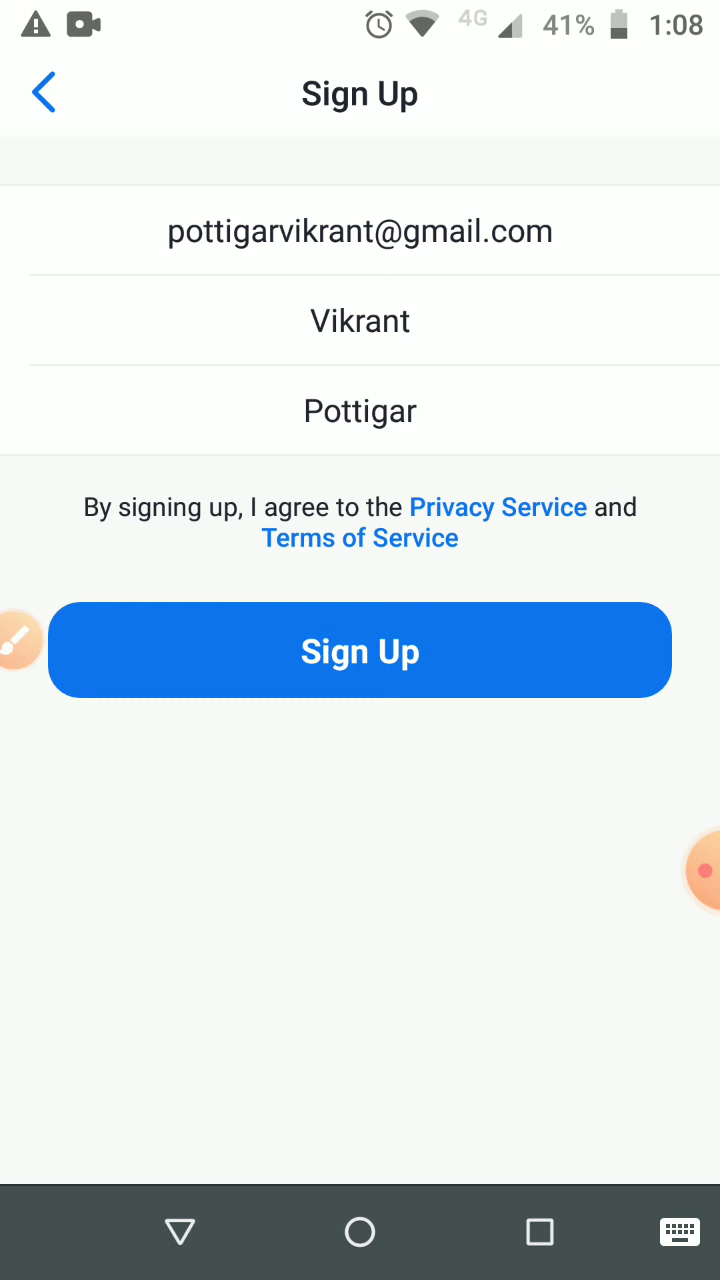 4G 41% 1:08
Sign Up
pottigarvikrant@gmail.com
Vikrant
Pottigar
By signing up, I agree to the Privacy Service and
Terms of Service
Sign Up